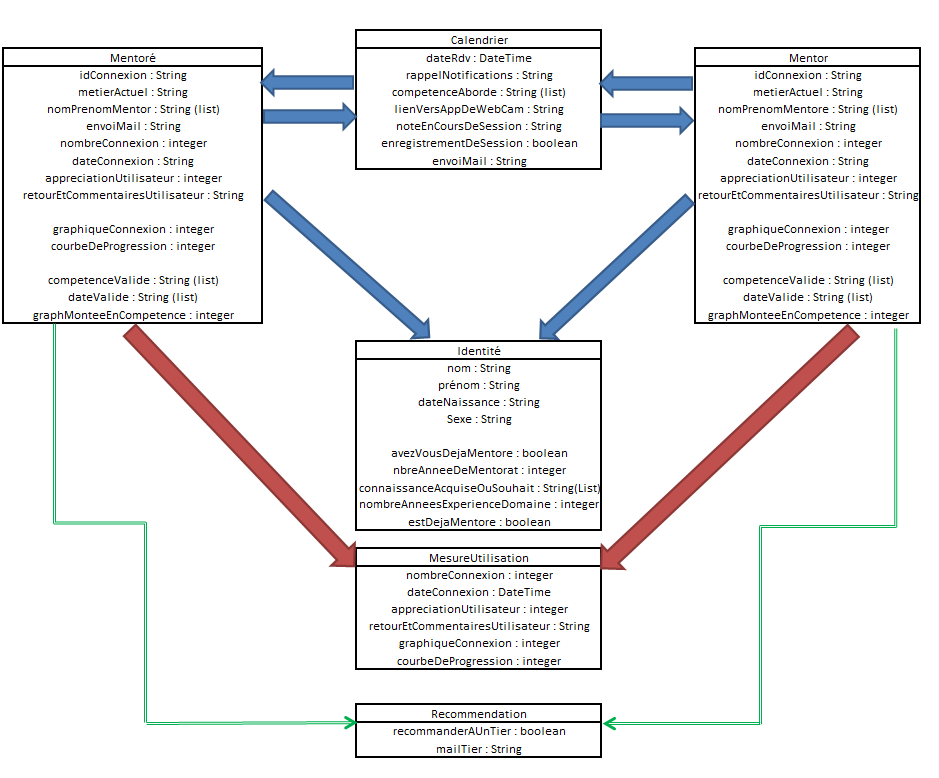 Mentoré
idConnexion : String
metierActuel : String
nomPrenomMentor : String (list)
envoiMail : String
nombreConnexion : integer
dateConnexion : String
appreciationUtilisateur : integer
retourEtCommentairesUtilisateur : String
graphiqueConnexion : integer
courbeDeProgression : integer
competenceValide : String (list)
dateValide : String (list)
graphMonteeEnCompetence : integer
Calendrier
dateRdv : DateTime
rappelNotifications : String
competenceAborde : String (list)
lienVersAppDeWebCam : String
noteEnCoursDeSession : String
enregistrementDeSession : boolean
envoiMail : String
Mentor
idConnexion : String
metierActuel : String
nomPrenomMentore : String (list)
envoiMail : String
nombreConnexion : integer
dateConnexion : String
appreciationUtilisateur : integer
retourEtCommentairesUtilisateur : String
graphiqueConnexion : integer
courbeDeProgression : integer
competenceValide : String (list)
dateValide : String (list)
graphMonteeEnCompetence : integer
Identité
nom : String
prénom : String
dateNaissance : String
Sexe : String
avezVousDejaMentore : boolean
nbreAnneeDeMentorat : integer
connaissanceAcquiseOuSouhait : String(List)
nombreAnneesExperienceDomaine : integer
estDejaMentore : boolean
MesureUtilisation
nombreConnexion : integer
dateConnexion : DateTime
appreciationUtilisateur : integer
retourEtCommentairesUtilisateur : String
graphiqueConnexion : integer
courbeDeProgression : integer
Recommendation
recommanderAUnTier : boolean
mailTier : String